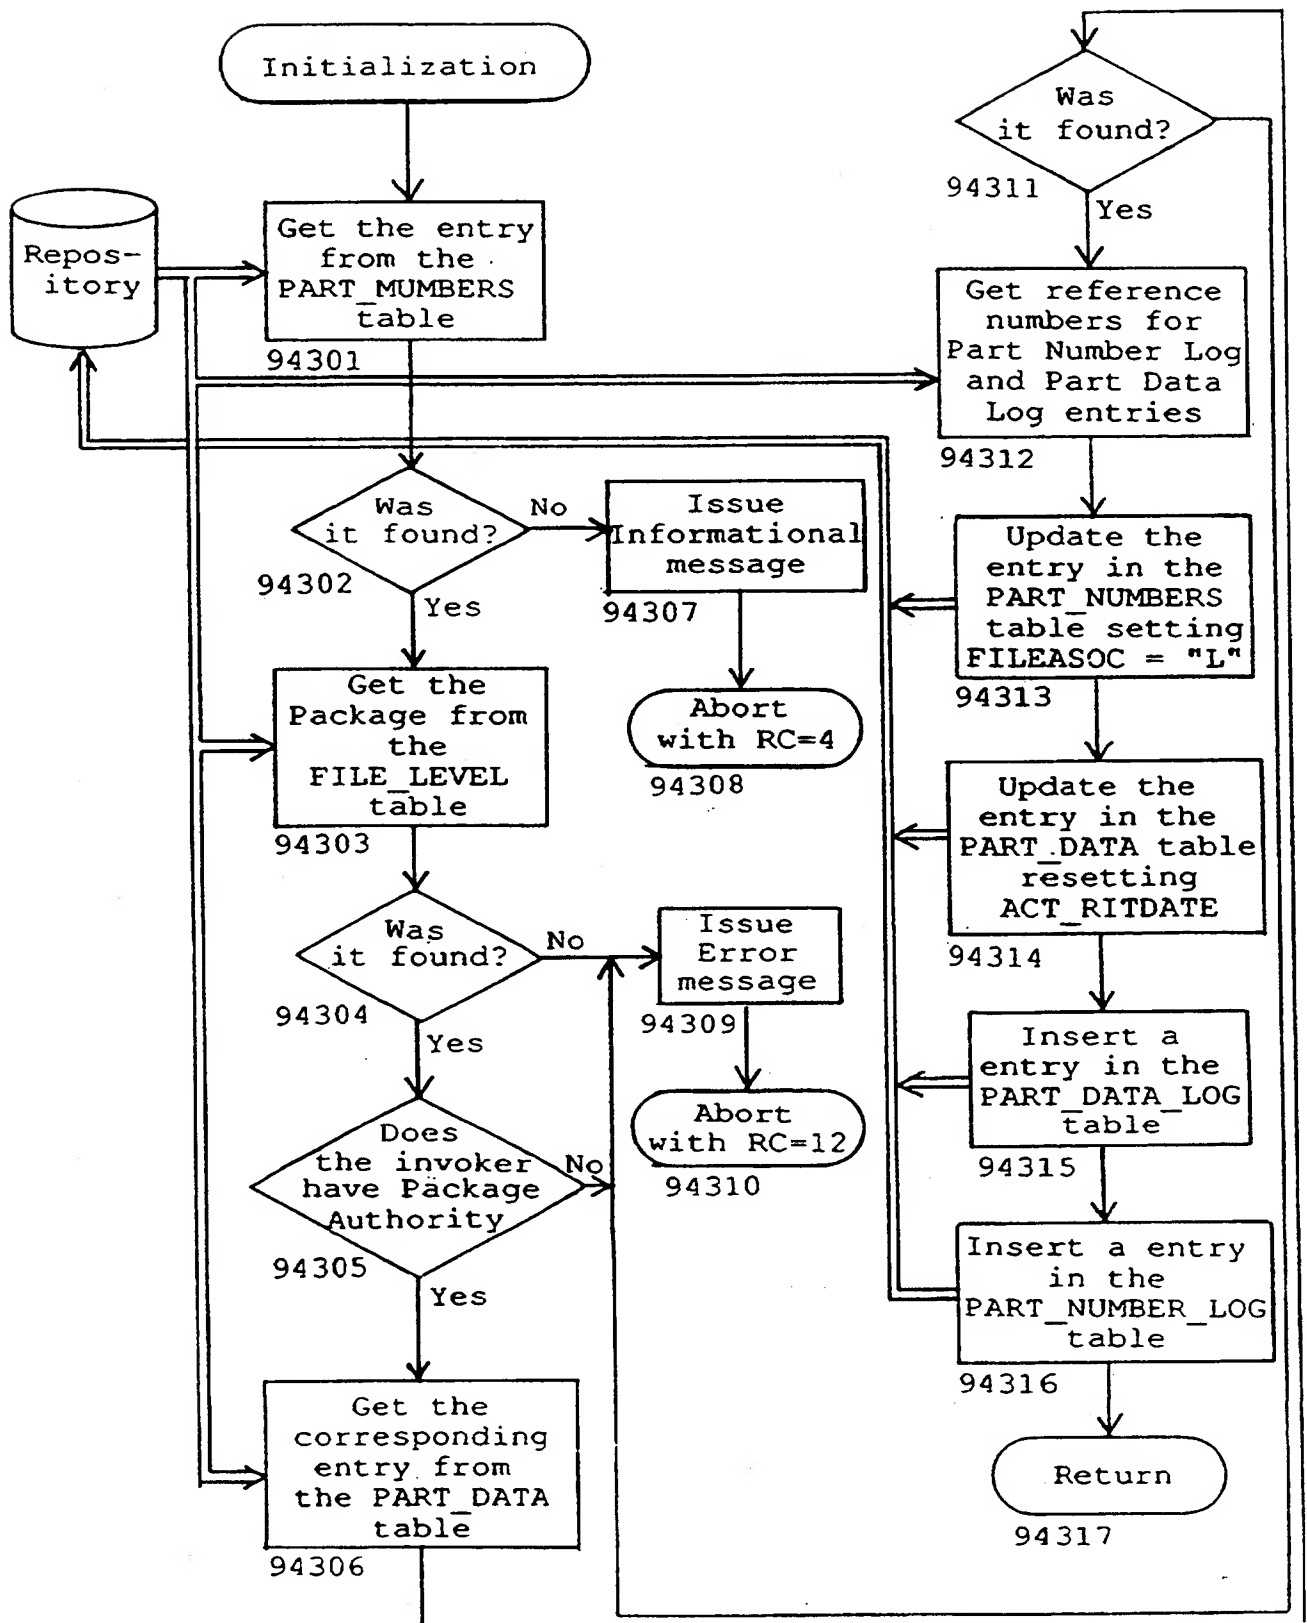 Initialization
Repos-
itory
Get the entry
from the
PART_MUMBERS
table
94301
Was
it found?
No
94302
Yes
Issue
Informational
message
94307
Abort
with RC=4
94308
Get the
Package from
the
FILE_LEVEL
table
94303
Was
it found?
No
94304
Yes
Issue
Error
message
94309
Abort
with RC=12
94310
Does
the invoker
have Package
Authority
No
94305
Yes
Get the
corresponding
entry from
the PART_DATA
table
94306
Was
it found?
94311
Yes
Get reference
numbers for
Part Number Log
and Part Data
Log entries
94312
Update the
entry in the
PART_NUMBERS
table setting
FILEASOC = "L"
94313
Update the
entry in the
PART_DATA table
resetting
ACT_RITDATE
94314
Insert a
entry in the
PART_DATA_LOG
table
94315
Insert a entry
in the
PART_NUMBER_LOG
table
94316
Return
94317